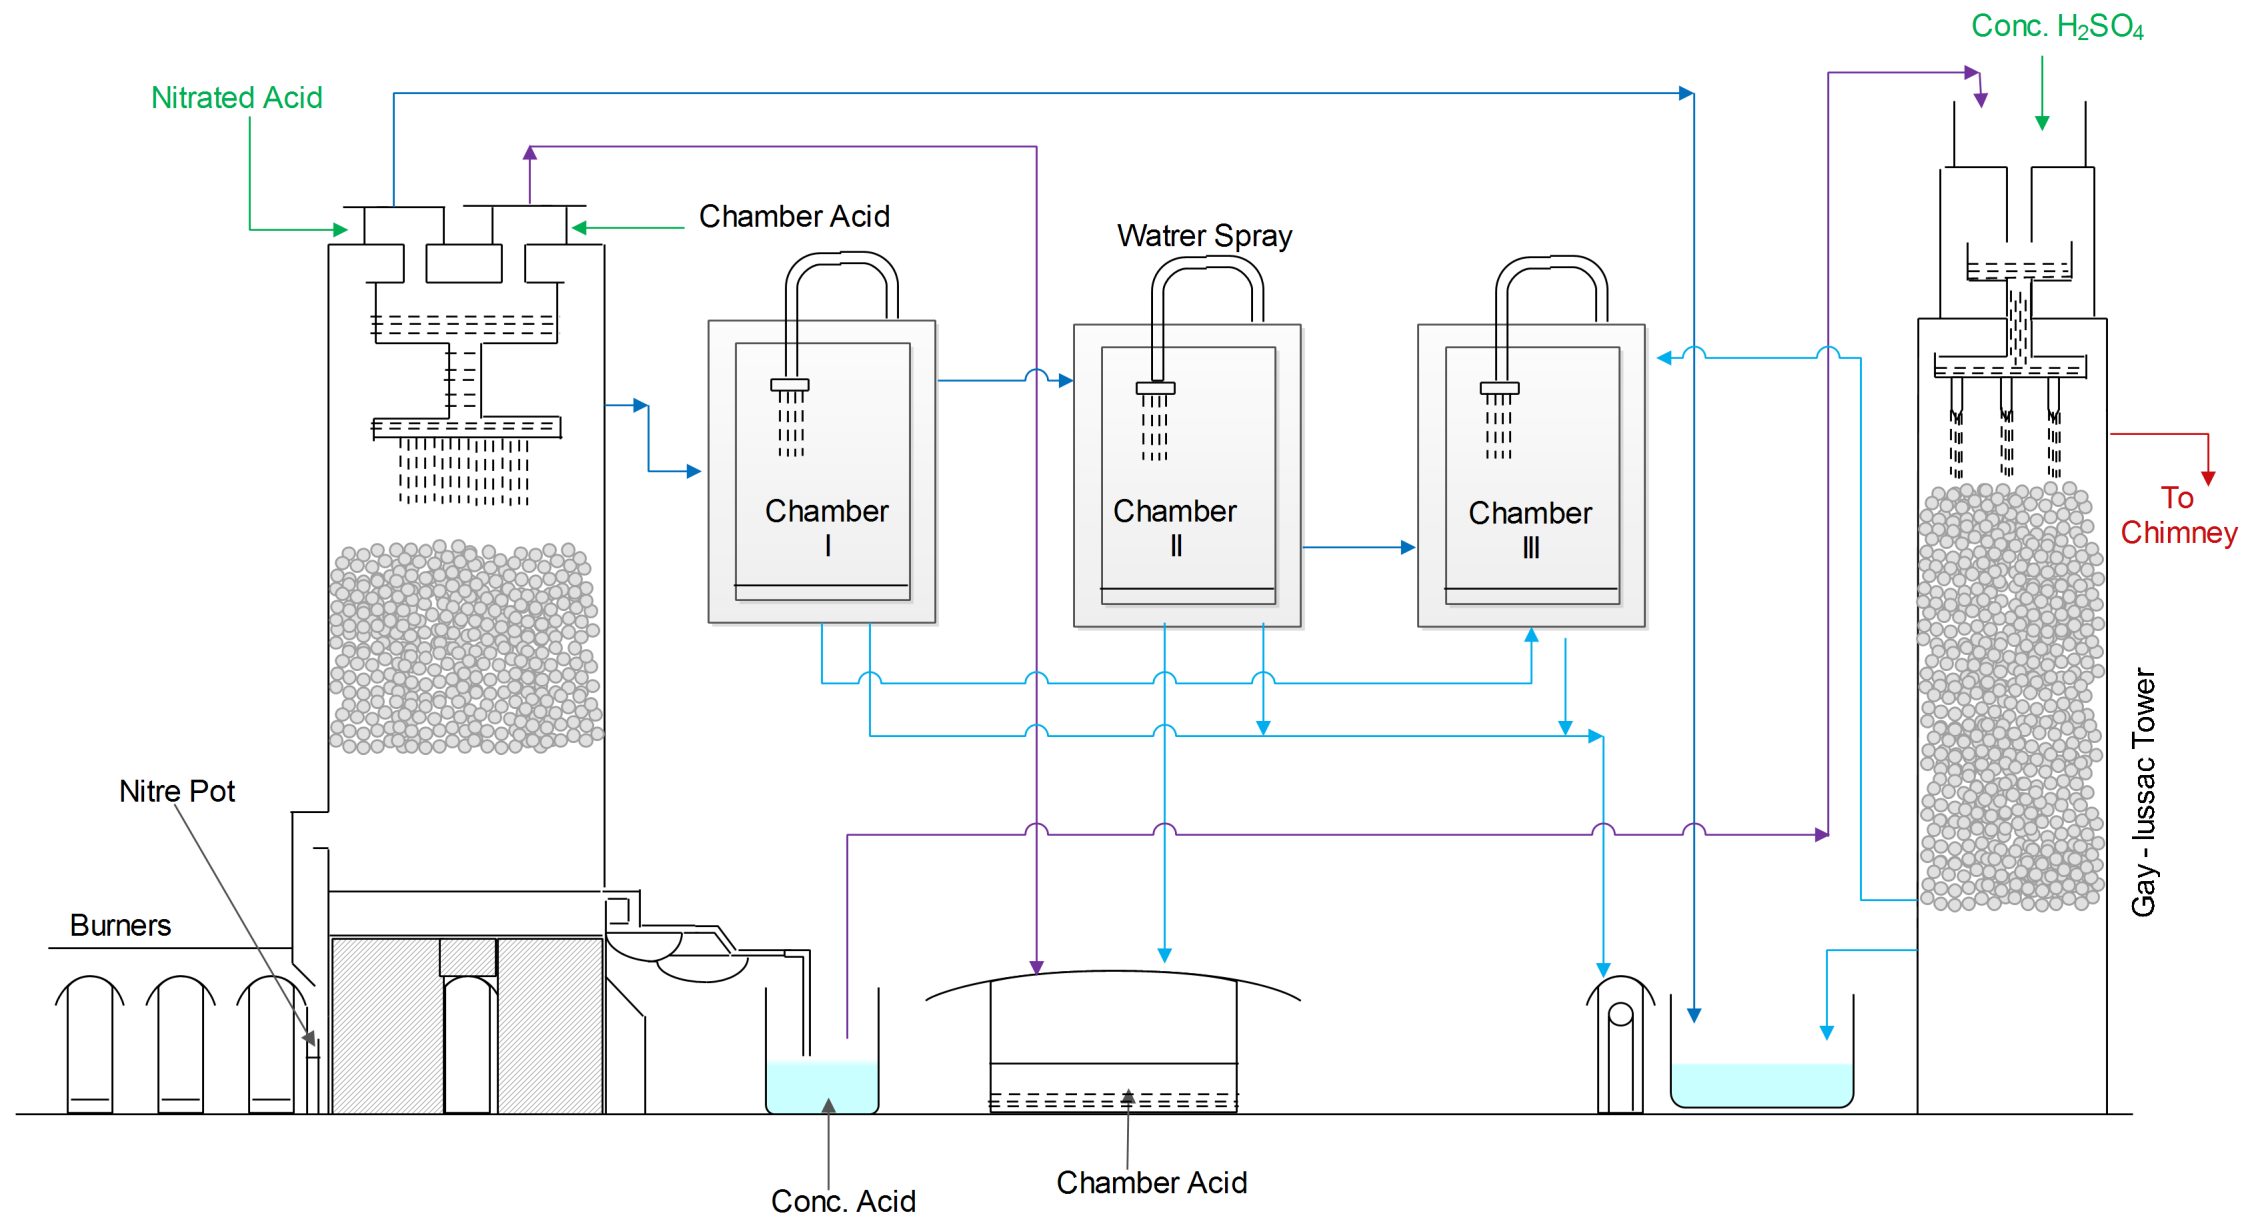 Conc. H₂SO₄
Nitrated Acid
Chamber Acid
Watrer Spray
Chamber
I
Chamber
II
Chamber
III
To
Chimney
Gay - lussac Tower
Nitre Pot
Burners
Conc. Acid
Chamber Acid